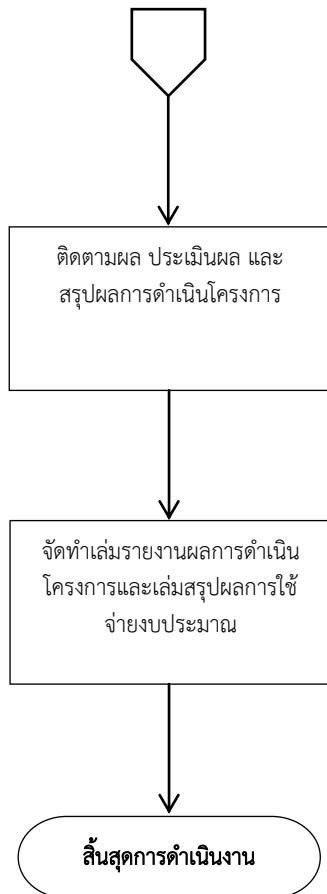 ติดตามผล ประเมินผล และ
สรุปผลการดำเนินโครงการ
จัดทำเล่มรายงานผลการดำเนิน
โครงการและเล่มสรุปผลการใช้
จ่ายงบประมาณ
สิ้นสุดการดำเนินงาน